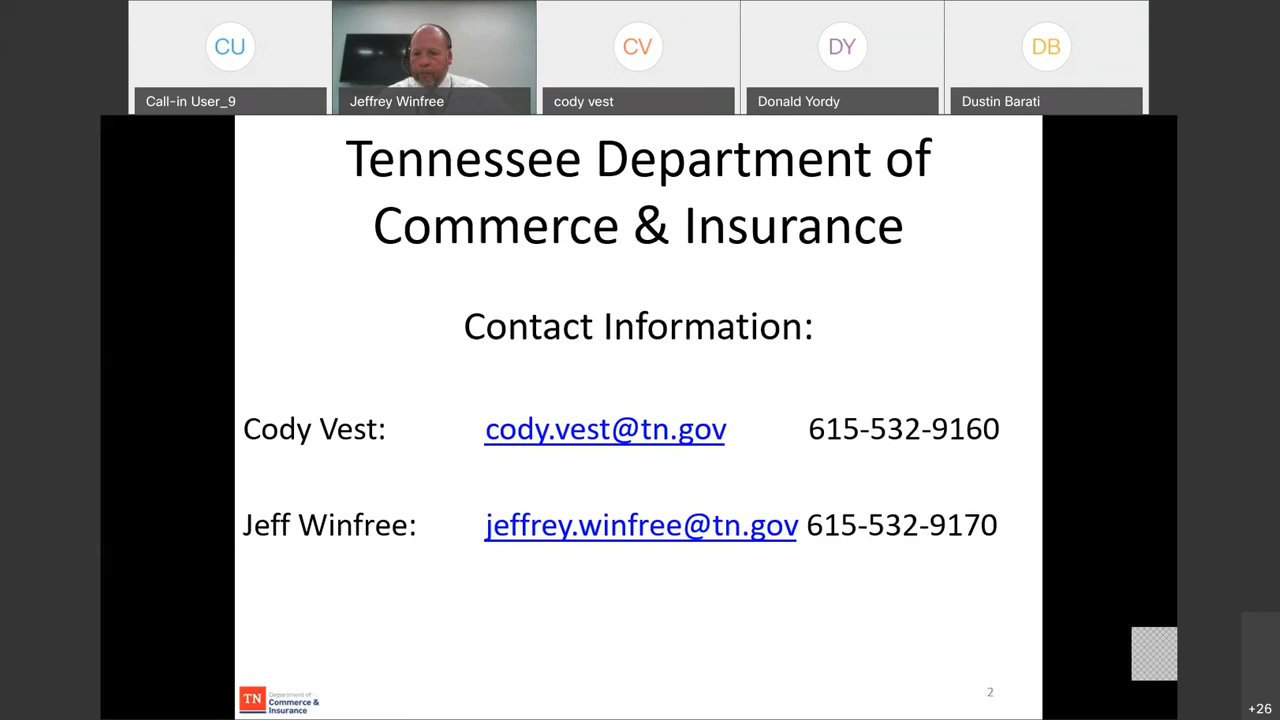 CU
CV
DY
DB
Call-in User_9
Jeffrey Winfree
cody vest
Donald Yordy
Dustin Barati
Tennessee Department of
Commerce & Insurance
Contact Information:
Cody Vest: cody.vest@tn.gov 615-532-9160
Jeff Winfree: jeffrey.winfree@tn.gov 615-532-9170
TN
Department of
Commerce &
Insurance
2
+26